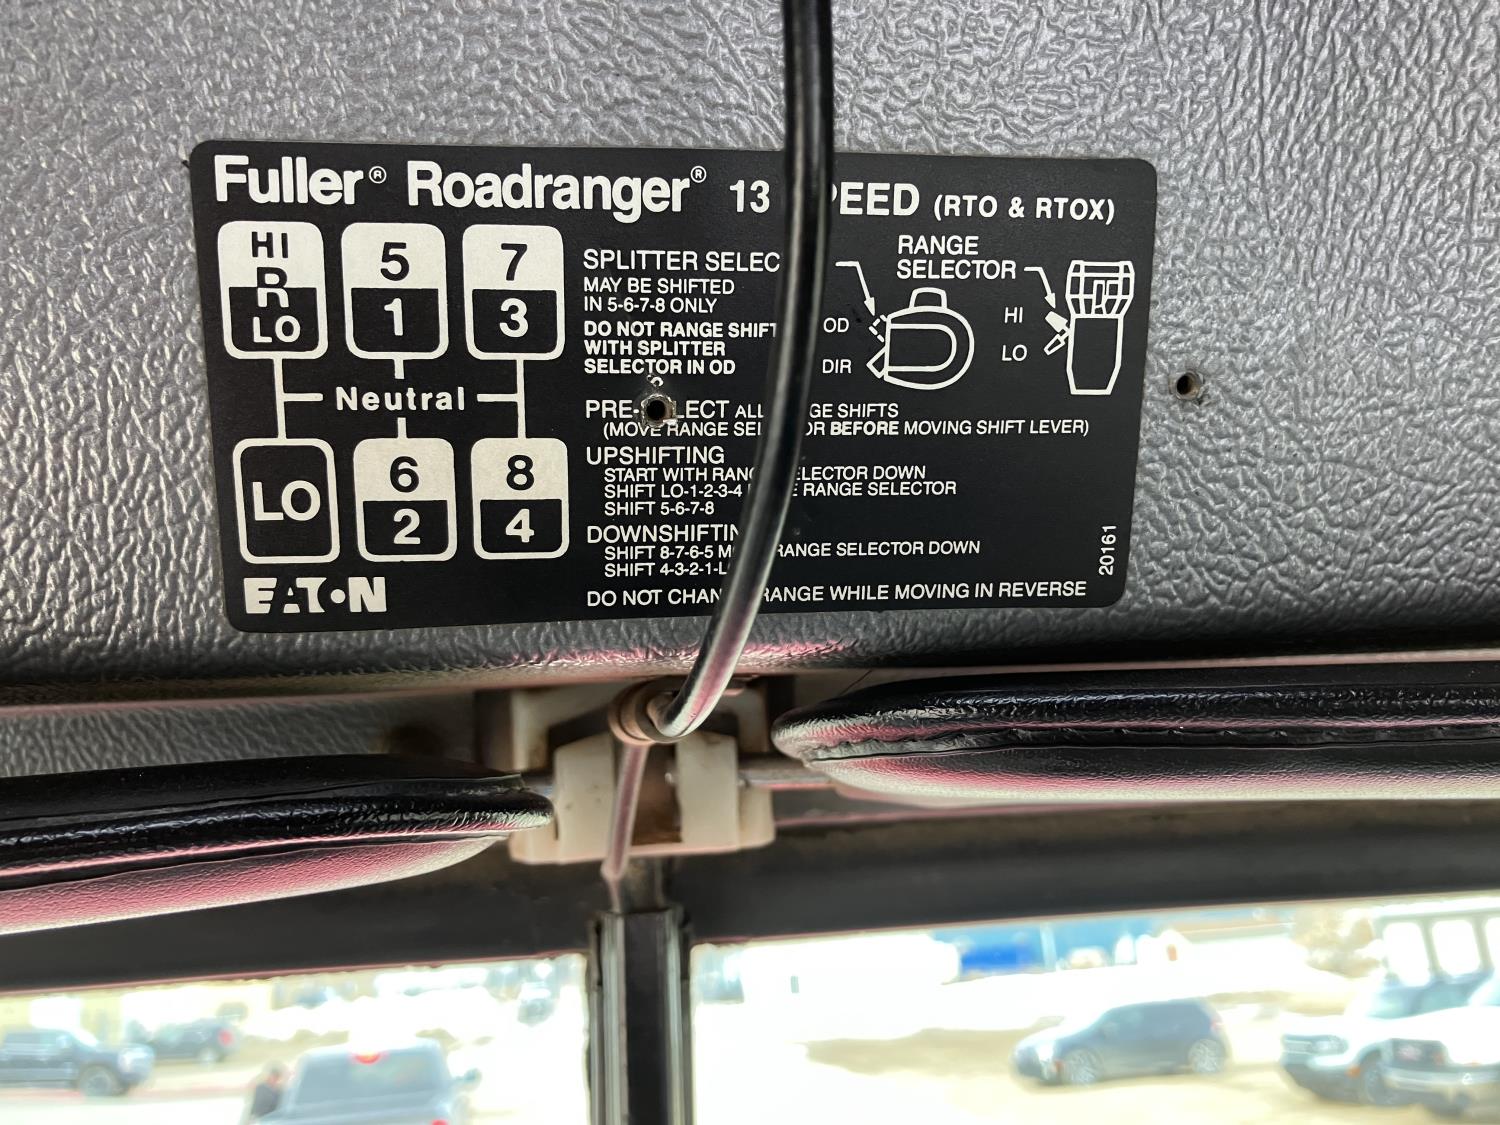 Fuller® Roadranger® 13 PEED (RTO & RTOX)
HI
R
LO
5
1
7
3
Neutral
LO
6
2
8
4
EATON
SPLITTER SELEC
MAY BE SHIFTED
IN 5-6-7-8 ONLY
DO NOT RANGE SHIFT
WITH SPLITTER
SELECTOR IN OD
OD
DIR
RANGE
SELECTOR
HI
LO
PRE-SELECT ALL GE SHIFTS
(MOVE RANGE SEL OR BEFORE MOVING SHIFT LEVER)
UPSHIFTING
START WITH RANG ELECTOR DOWN
SHIFT LO-1-2-3-4 RANGE SELECTOR
SHIFT 5-6-7-8
DOWNSHIFTIN
SHIFT 8-7-6-5 M RANGE SELECTOR DOWN
SHIFT 4-3-2-1-L
DO NOT CHAN RANGE WHILE MOVING IN REVERSE
20161